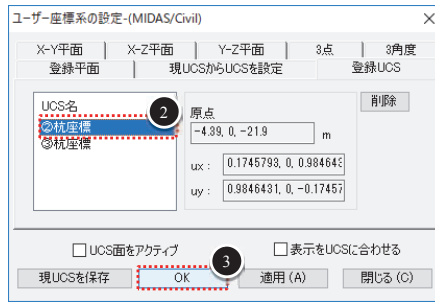 ユーザー座標系の設定-(MIDAS/Civil)
X-Y平面 X-Z平面 Y-Z平面 3点 3角度
登録平面 現UCSからUCSを設定 登録UCS
UCS名
②杭座標
③杭座標
2
原点
-4.39, 0, -21.9 m
ux : 0.1745793, 0, 0.984643
uy : 0.9846431, 0, -0.17457
削除
UCS面をアクティブ 表示をUCSに合わせる
3
現UCSを保存 OK 適用(A) 閉じる(C)